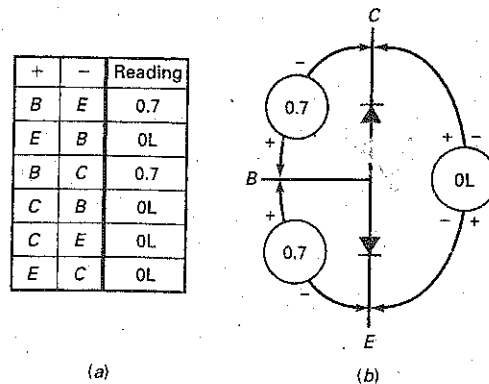 + - Reading
B E 0.7
E B 0L
B C 0.7
C B 0L
C E 0L
E C 0L
(a)
C
-
0.7
+
+ -
B
0L
+
- +
0.7
-
E
(b)